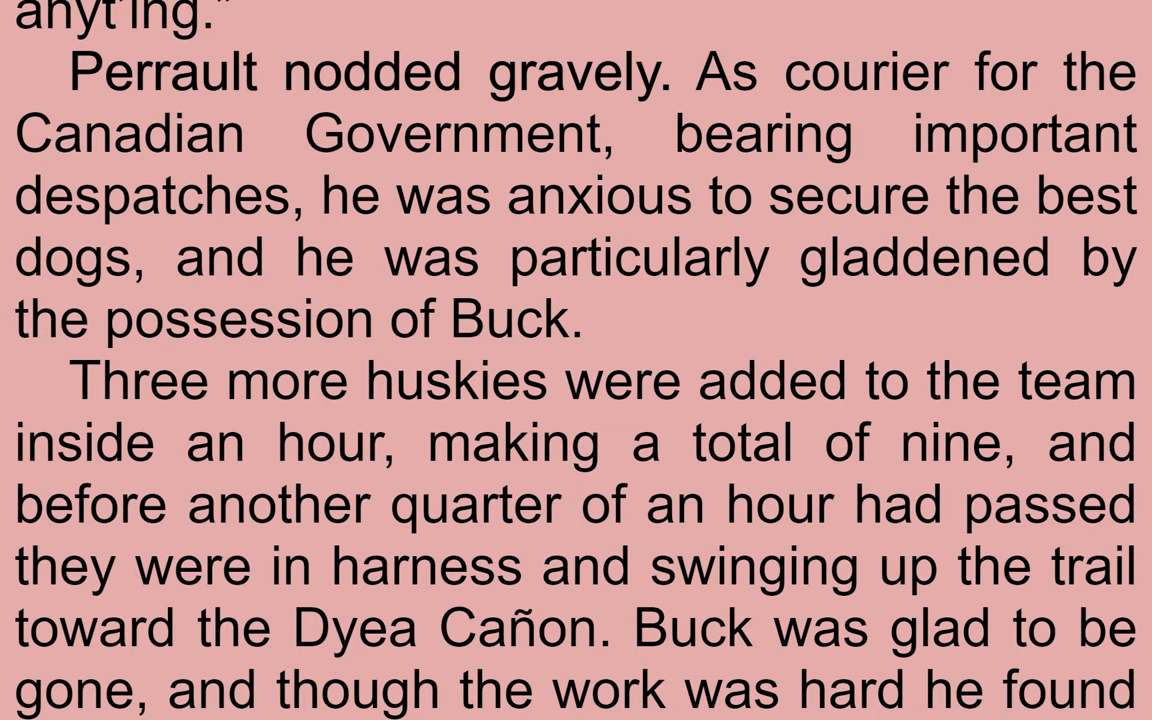 anyt'ing."
Perrault nodded gravely. As courier for the
Canadian Government, bearing important
despatches, he was anxious to secure the best
dogs, and he was particularly gladdened by
the possession of Buck.
Three more huskies were added to the team
inside an hour, making a total of nine, and
before another quarter of an hour had passed
they were in harness and swinging up the trail
toward the Dyea Cañon. Buck was glad to be
gone, and though the work was hard he found